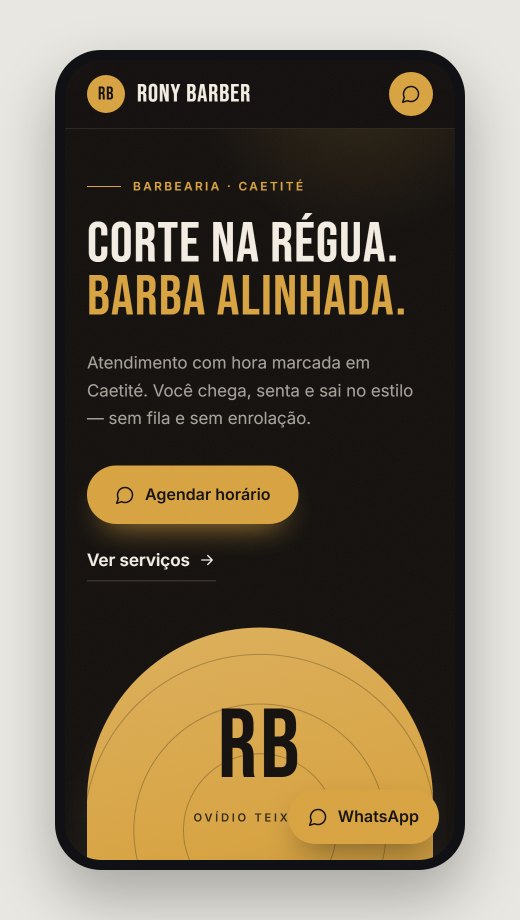 RB RONY BARBER
BARBEARIA · CAETITÉ
CORTE NA RÉGUA.
BARBA ALINHADA.
Atendimento com hora marcada em
Caetité. Você chega, senta e sai no estilo
— sem fila e sem enrolação.
Agendar horário
Ver serviços →
RB
OVÍDIO
WhatsApp